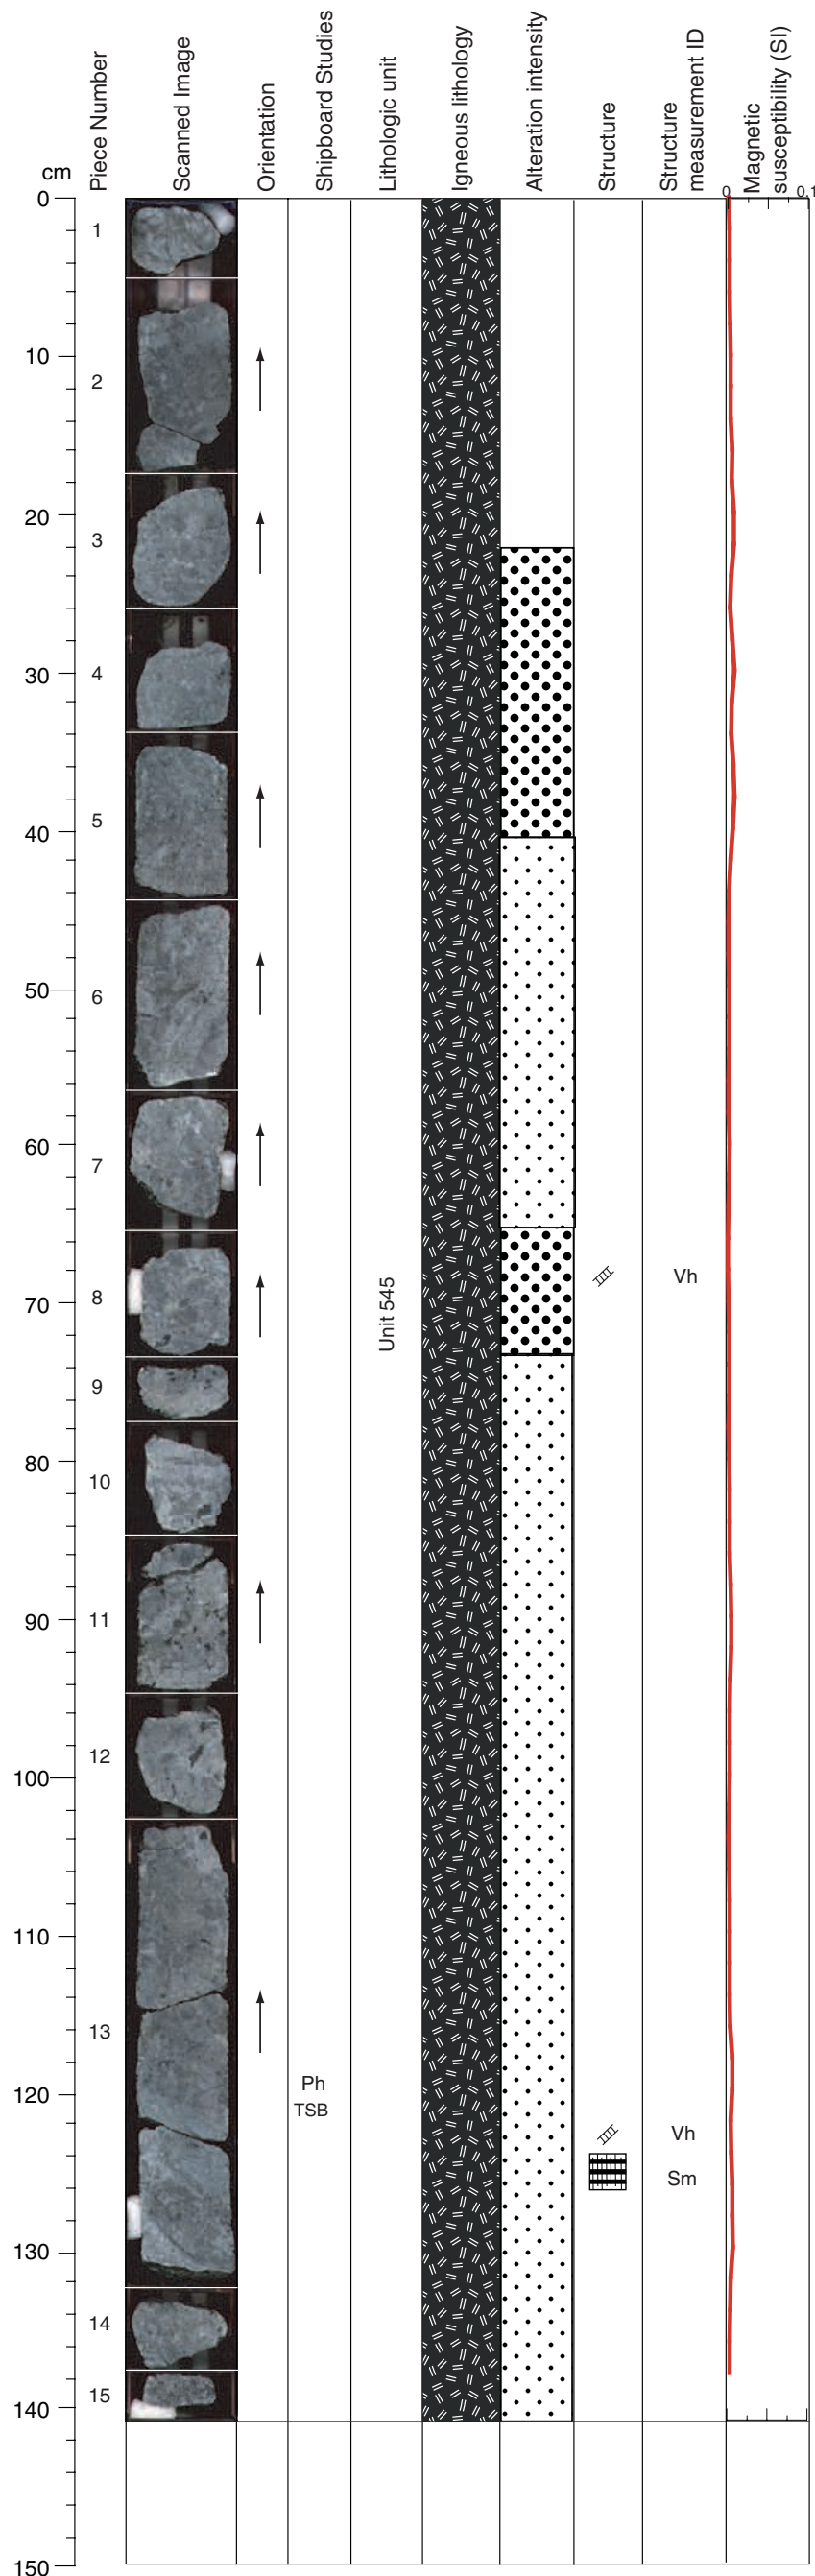 cm
Piece Number
Scanned Image
Orientation
Shipboard Studies
Lithologic unit
Igneous lithology
Alteration intensity
Structure
Structure
measurement ID
Magnetic
susceptibility (SI)
0
0.1
0
1
10
2
20
3
30
4
40
5
50
6
60
7
70
8
Unit 545
Vh
9
80
10
90
11
100
12
110
13
120
Ph
TSB
Vh
Sm
130
14
140
15
150